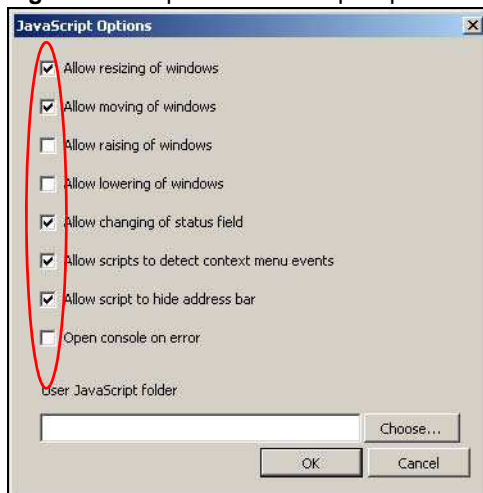 JavaScript Options
Allow resizing of windows
Allow moving of windows
Allow raising of windows
Allow lowering of windows
Allow changing of status field
Allow scripts to detect context menu events
Allow script to hide address bar
Open console on error
User JavaScript folder
Choose...
OK
Cancel